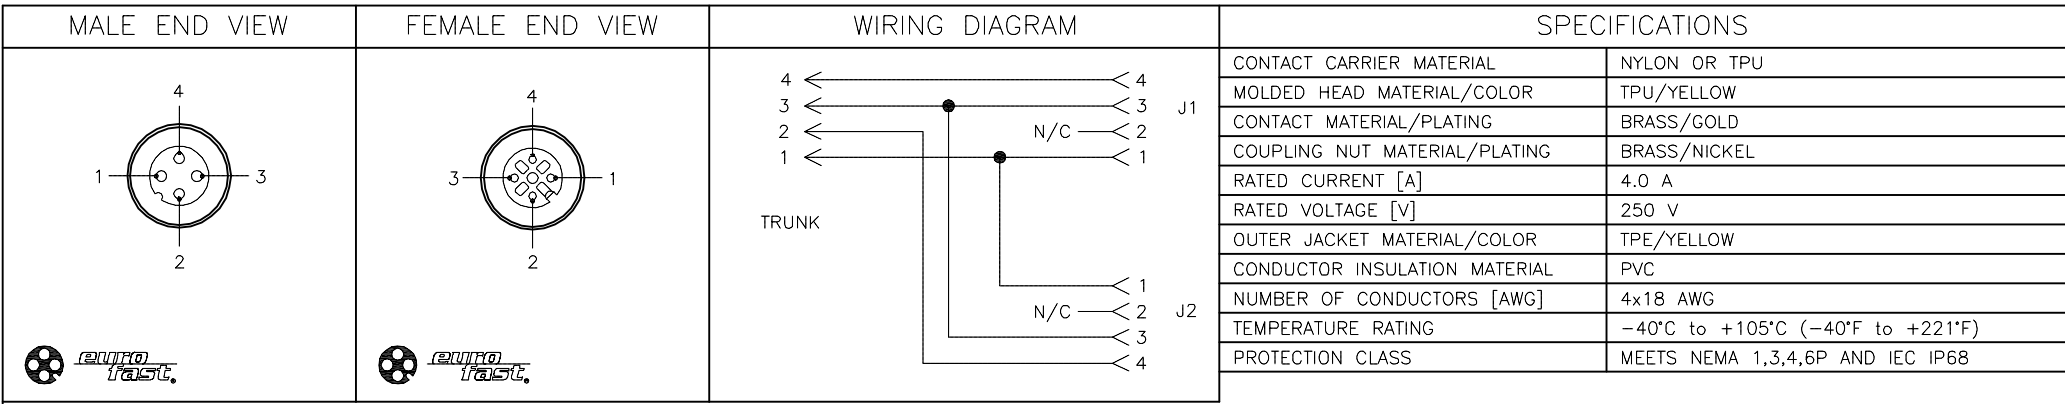 MALE END VIEW
4
1
3
2
euro
fast.
FEMALE END VIEW
4
3
1
2
euro
fast.
WIRING DIAGRAM
4
3
2
1
4
3
N/C 2
1
J1
TRUNK
1
N/C 2
3
4
J2
SPECIFICATIONS
CONTACT CARRIER MATERIAL NYLON OR TPU
MOLDED HEAD MATERIAL/COLOR TPU/YELLOW
CONTACT MATERIAL/PLATING BRASS/GOLD
COUPLING NUT MATERIAL/PLATING BRASS/NICKEL
RATED CURRENT [A] 4.0 A
RATED VOLTAGE [V] 250 V
OUTER JACKET MATERIAL/COLOR TPE/YELLOW
CONDUCTOR INSULATION MATERIAL PVC
NUMBER OF CONDUCTORS [AWG] 4x18 AWG
TEMPERATURE RATING -40°C to +105°C (-40°F to +221°F)
PROTECTION CLASS MEETS NEMA 1,3,4,6P AND IEC IP68